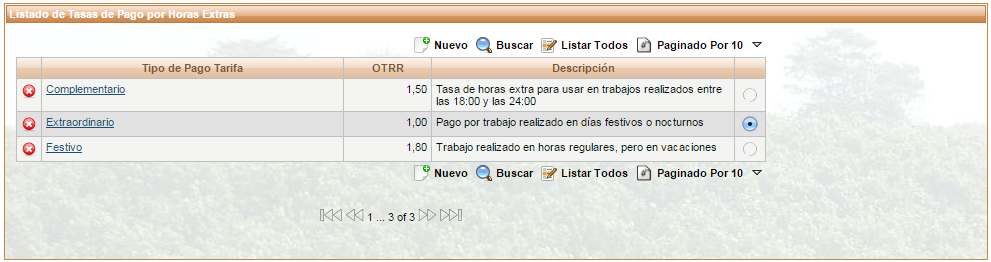 Listado de Tasas de Pago por Horas Extras
Nuevo Buscar Listar Todos Paginado Por 10
Tipo de Pago Tarifa OTRR Descripción
Complementario 1,50 Tasa de horas extra para usar en trabajos realizados entre
las 18:00 y las 24:00
Extraordinario 1,00 Pago por trabajo realizado en días festivos o nocturnos
Festivo 1,80 Trabajo realizado en horas regulares, pero en vacaciones
Nuevo Buscar Listar Todos Paginado Por 10
1 ... 3 of 3